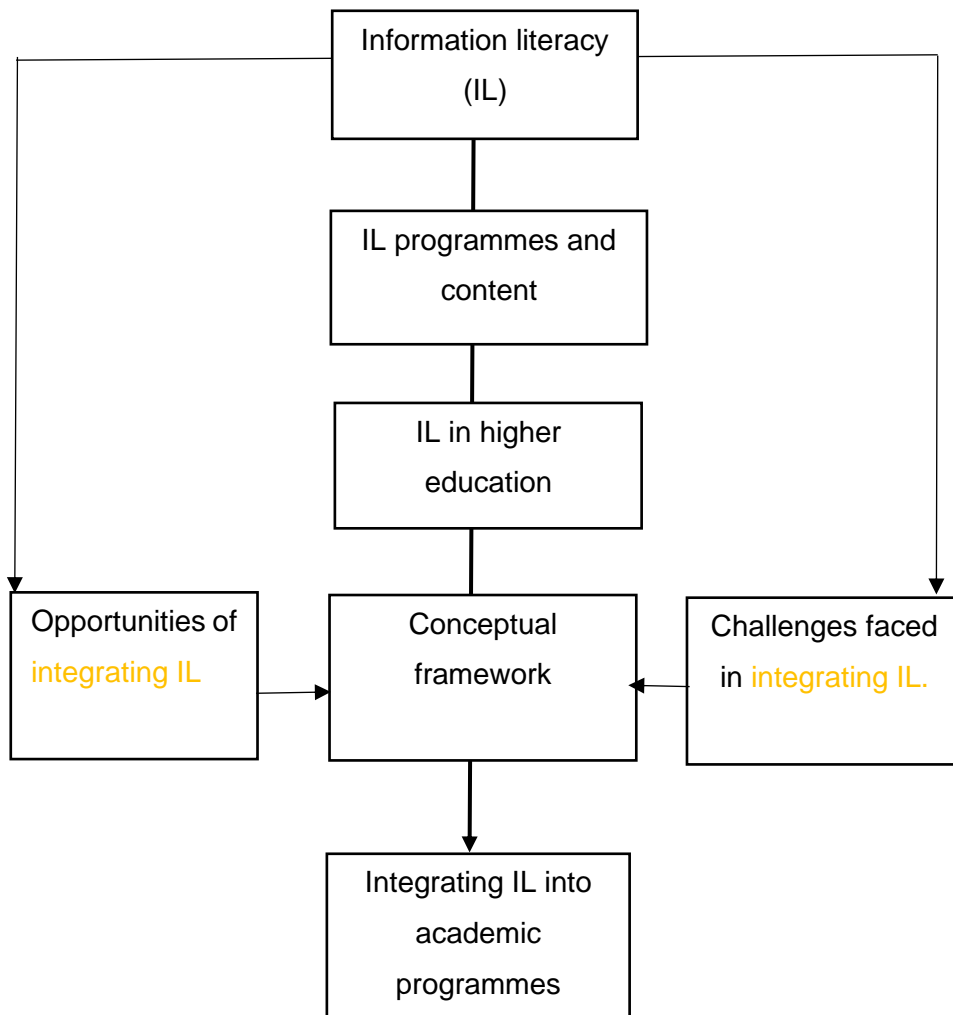 Information literacy
(IL)
IL programmes and
content
IL in higher
education
Opportunities of
integrating IL
Conceptual
framework
Challenges faced
in integrating IL.
Integrating IL into
academic
programmes